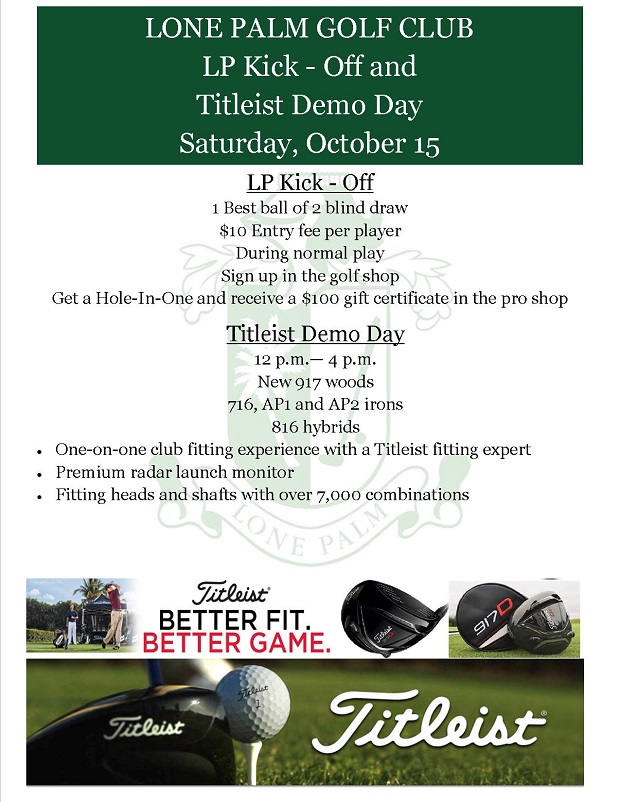 LONE PALM GOLF CLUB
LP Kick - Off and
Titleist Demo Day
Saturday, October 15
LP Kick - Off
1 Best ball of 2 blind draw
$10 Entry fee per player
During normal play
Sign up in the golf shop
Get a Hole-In-One and receive a $100 gift certificate in the pro shop
Titleist Demo Day
12 p.m.— 4 p.m.
New 917 woods
716, AP1 and AP2 irons
816 hybrids
• One-on-one club fitting experience with a Titleist fitting expert
• Premium radar launch monitor
• Fitting heads and shafts with over 7,000 combinations
LONE PALM
Titleist®
BETTER FIT.
BETTER GAME.
Titleist
917D
Titleist
Titleist
1
Titleist®